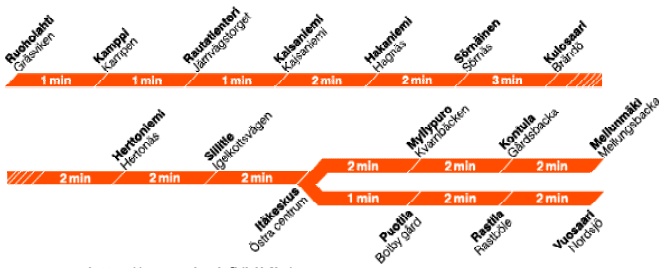 Ruoholahti
Gräsviken
Kamppi
Kampen
Rautatientori
Järnvägstorget
Kaisaniemi
Kaisaniemi
Hakaniemi
Hagnäs
Sörnäinen
Sörnäs
Kulosaari
Brändö
1 min
1 min
1 min
2 min
2 min
3 min
Herttoniemi
Hertonäs
Siilitie
Igelkottsvägen
Myllypuro
Kvarnbäcken
Kontula
Gårdsbacka
Mellunmäki
Mellungsbacka
2 min
2 min
2 min
2 min
2 min
2 min
1 min
2 min
2 min
Itäkeskus
Östra centrum
Puotila
Botby gård
Rastila
Rastböle
Vuosaari
Nordsjö